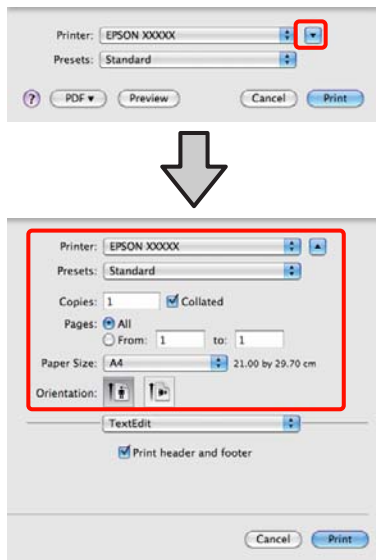 Printer: EPSON XXXXX
Presets: Standard
? PDF ▾ Preview Cancel Print
Printer: EPSON XXXXX
Presets: Standard
Copies: 1 Collated
Pages: All
From: 1 to: 1
Paper Size: A4 21.00 by 29.70 cm
Orientation:
TextEdit
Print header and footer
Cancel Print